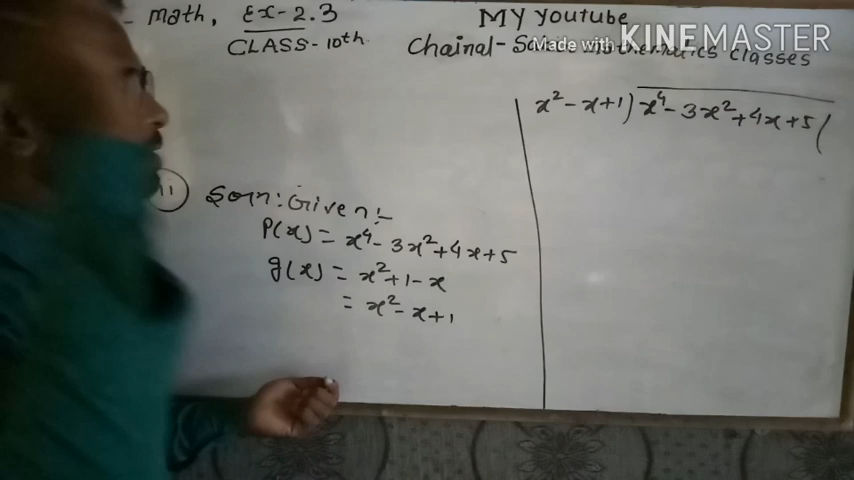 - math, Ex-2.3
CLASS-10th
MY Youtube
Chainal- mathematics classes
Made with KINEMASTER
Soln: Given:-
P(x) = x⁴- 3x²+4x+5
g(x) = x²+1-x
= x²-x+1
x²-x+1)x⁴-3x²+4x+5(